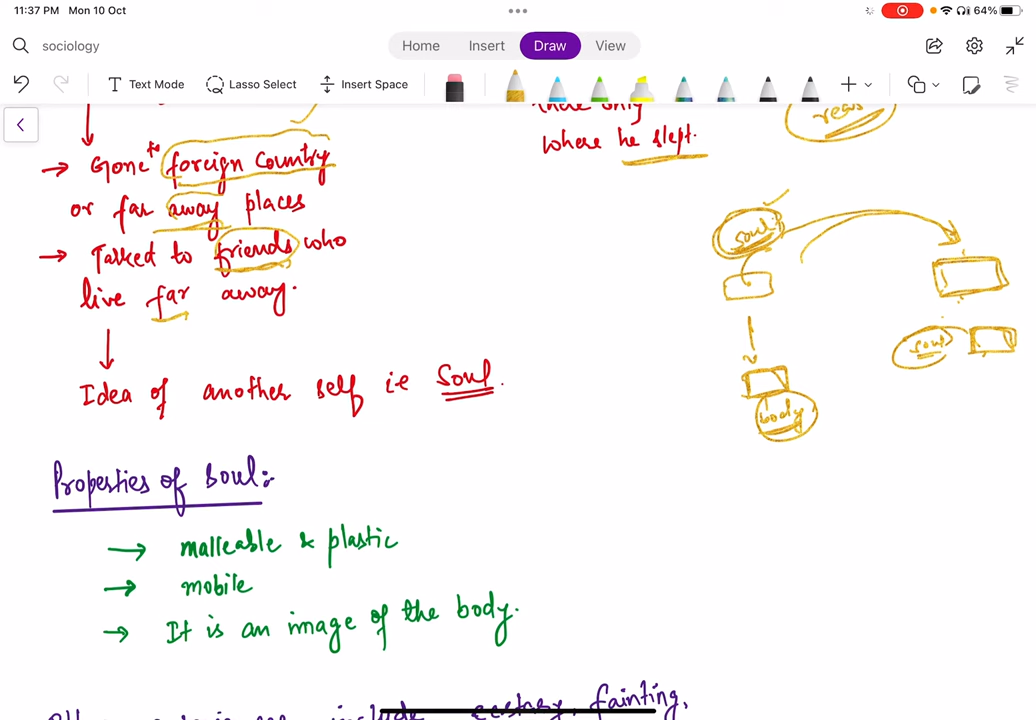 11:37 PM Mon 10 Oct
64%
sociology
Home Insert Draw View
Text Mode Lasso Select Insert Space
there only
where he slept.
→ Gone to foreign country
or far away places
→ Talked to friends who
live far away.
Idea of another self ie Soul.
soul
body
soul
Properties of soul:-
→ malleable & plastic
→ mobile
→ It is an image of the body.
include ecstasy, fainting,